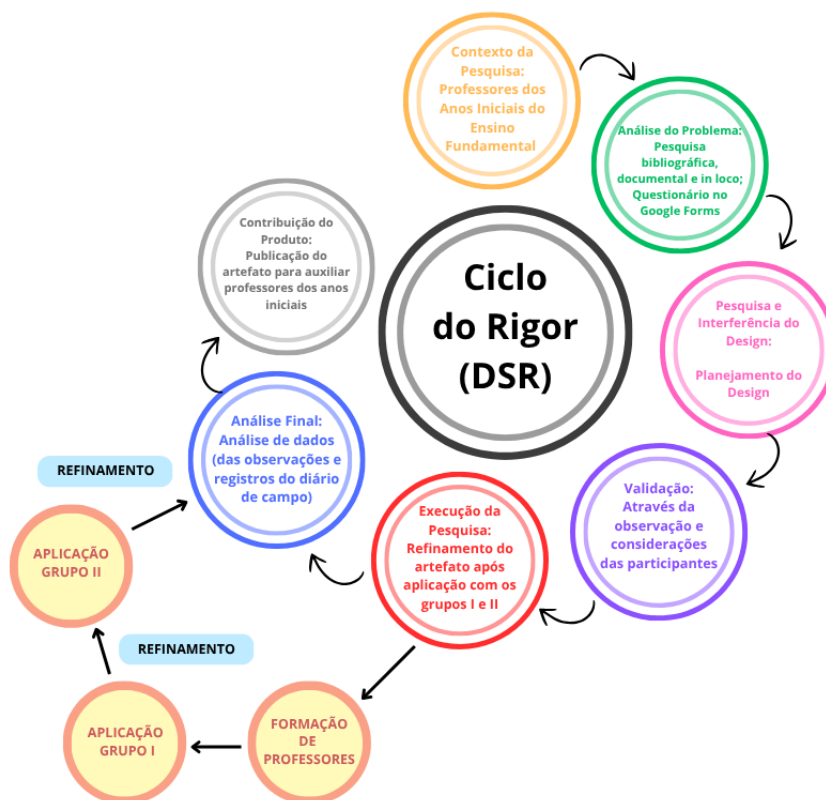 Contexto da
Pesquisa:
Professores dos
Anos Iniciais do
Ensino
Fundamental
Análise do Problema:
Pesquisa
bibliográfica,
documental e in loco;
Questionário no
Google Forms
Pesquisa e
Interferência do
Design:
Planejamento do
Design
Validação:
Através da
observação e
considerações
das participantes
Execução da
Pesquisa:
Refinamento do
artefato após
aplicação com os
grupos I e II
FORMAÇÃO
DE
PROFESSORES
APLICAÇÃO
GRUPO I
REFINAMENTO
APLICAÇÃO
GRUPO II
REFINAMENTO
Análise Final:
Análise de dados
(das observações e
registros do diário
de campo)
Contribuição do
Produto:
Publicação do
artefato para auxiliar
professores dos anos
iniciais
Ciclo
do Rigor
(DSR)